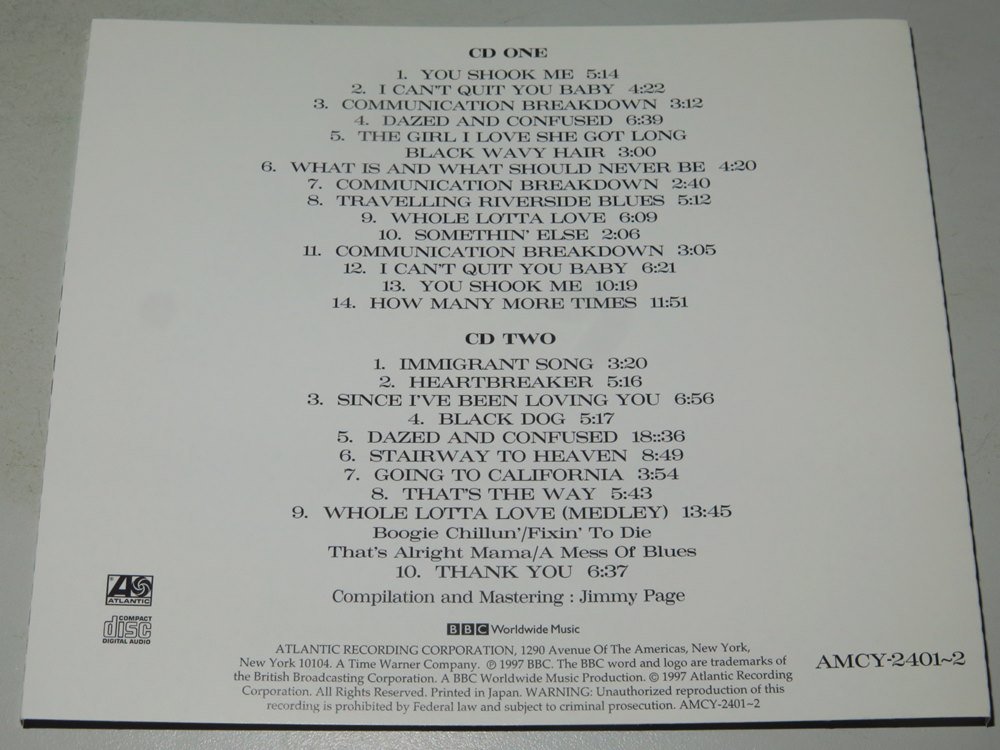 CD ONE
1. YOU SHOOK ME 5:14
2. I CAN'T QUIT YOU BABY 4:22
3. COMMUNICATION BREAKDOWN 3:12
4. DAZED AND CONFUSED 6:39
5. THE GIRL I LOVE SHE GOT LONG
BLACK WAVY HAIR 3:00
6. WHAT IS AND WHAT SHOULD NEVER BE 4:20
7. COMMUNICATION BREAKDOWN 2:40
8. TRAVELLING RIVERSIDE BLUES 5:12
9. WHOLE LOTTA LOVE 6:09
10. SOMETHIN' ELSE 2:06
11. COMMUNICATION BREAKDOWN 3:05
12. I CAN'T QUIT YOU BABY 6:21
13. YOU SHOOK ME 10:19
14. HOW MANY MORE TIMES 11:51
CD TWO
1. IMMIGRANT SONG 3:20
2. HEARTBREAKER 5:16
3. SINCE I'VE BEEN LOVING YOU 6:56
4. BLACK DOG 5:17
5. DAZED AND CONFUSED 18::36
6. STAIRWAY TO HEAVEN 8:49
7. GOING TO CALIFORNIA 3:54
8. THAT'S THE WAY 5:43
9. WHOLE LOTTA LOVE (MEDLEY) 13:45
Boogie Chillun'/Fixin' To Die
That's Alright Mama/A Mess Of Blues
10. THANK YOU 6:37
Compilation and Mastering : Jimmy Page
ATLANTIC
COMPACT
disc
DIGITAL AUDIO
BBC Worldwide Music
ATLANTIC RECORDING CORPORATION, 1290 Avenue Of The Americas, New York,
New York 10104. A Time Warner Company. ℗ 1997 BBC. The BBC word and logo are trademarks of
the British Broadcasting Corporation. A BBC Worldwide Music Production. © 1997 Atlantic Recording
Corporation. All Rights Reserved. Printed in Japan. WARNING: Unauthorized reproduction of this
recording is prohibited by Federal law and subject to criminal prosecution. AMCY-2401~2
AMCY-2401~2